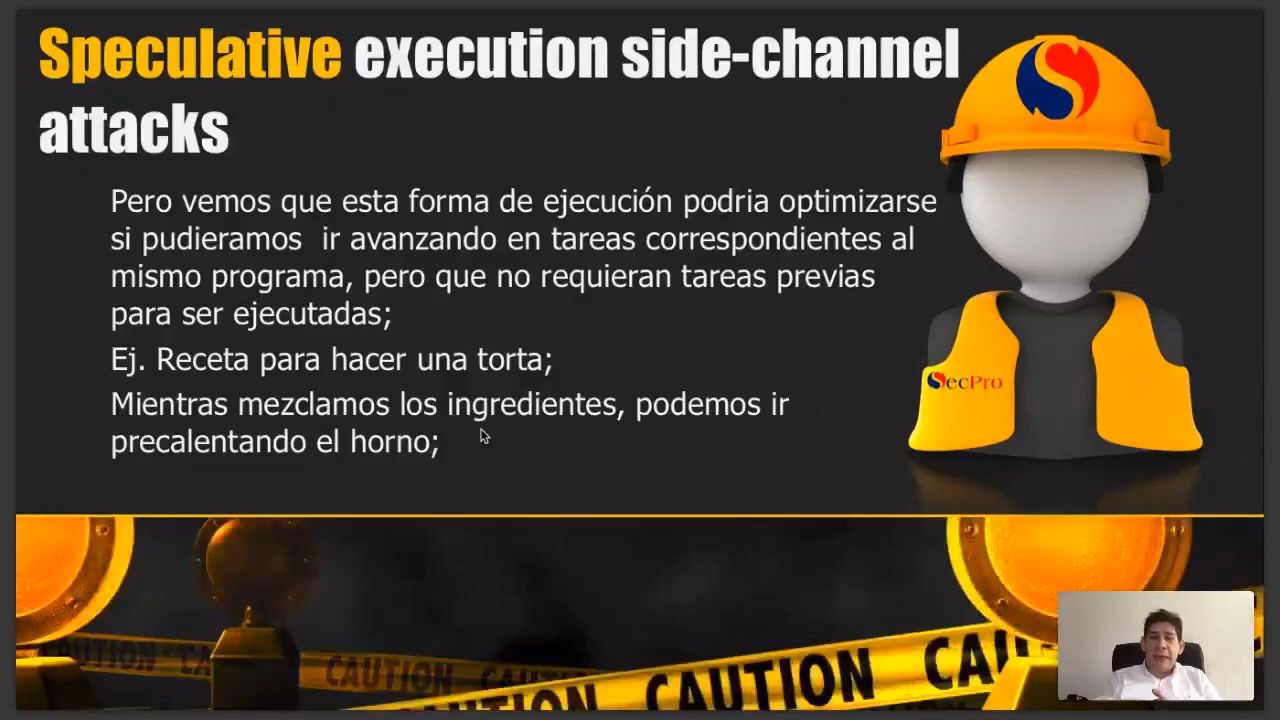 Speculative execution side-channel
attacks
Pero vemos que esta forma de ejecución podria optimizarse
si pudieramos ir avanzando en tareas correspondientes al
mismo programa, pero que no requieran tareas previas
para ser ejecutadas;
Ej. Receta para hacer una torta;
Mientras mezclamos los ingredientes, podemos ir
precalentando el horno;
SecPro
CAUTION CAUTION CAUTION
CAUTION